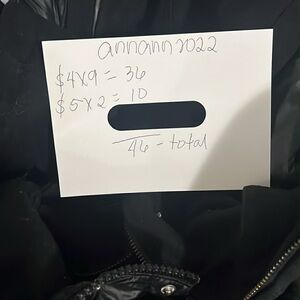 annann2022
$4x9 = 36
$5x2 = 10
46 - total